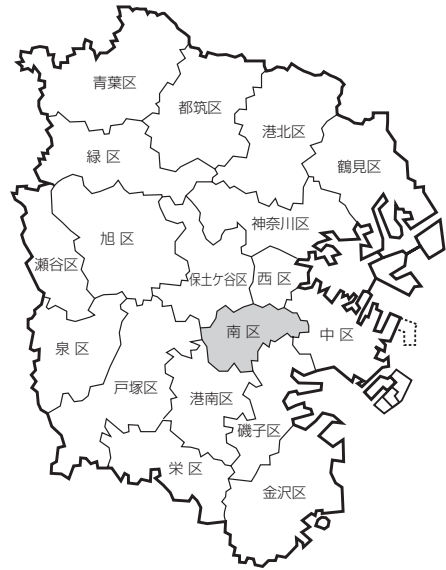 青葉区
都筑区
港北区
緑 区
鶴見区
神奈川区
旭 区
瀬谷区
保土ケ谷区
西 区
南 区
中 区
泉 区
戸塚区
港南区
磯子区
栄 区
金沢区